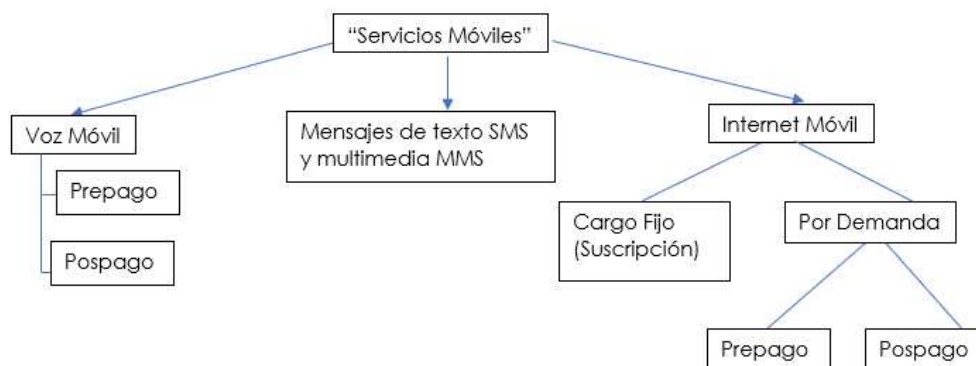 “Servicios Móviles”
Voz Móvil
Prepago
Pospago
Mensajes de texto SMS
y multimedia MMS
Internet Móvil
Cargo Fijo
(Suscripción)
Por Demanda
Prepago
Pospago